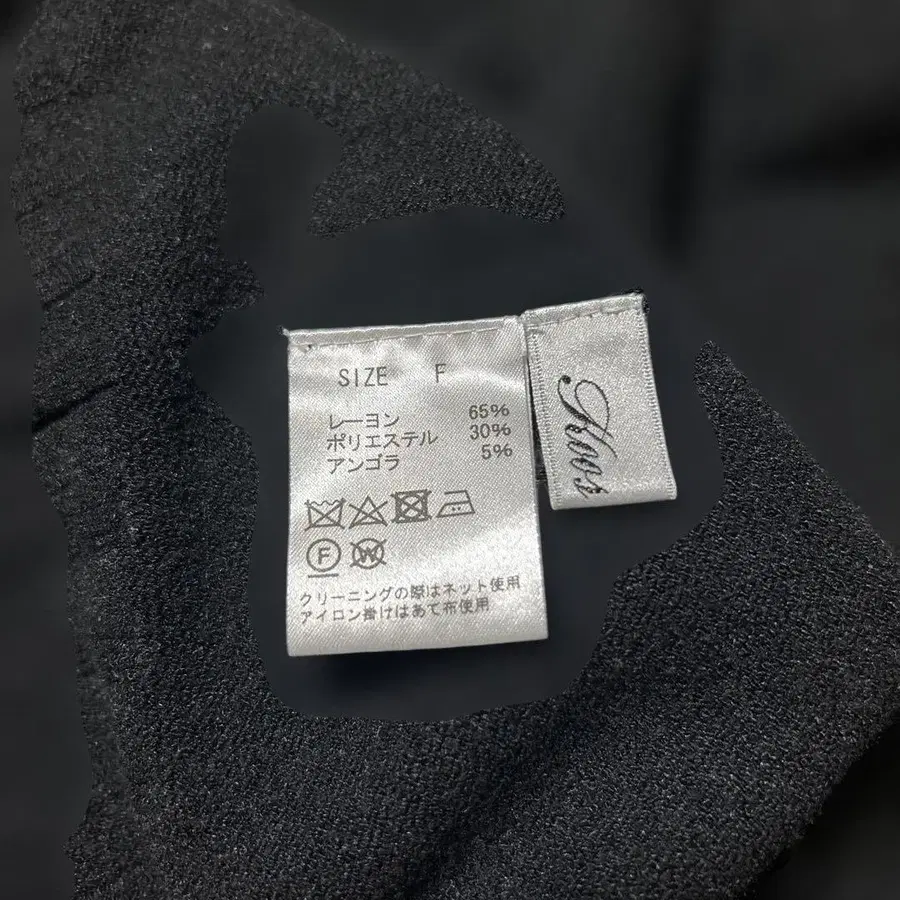 SIZE F
レーヨン 65%
ポリエステル 30%
アンゴラ 5%
F W
クリーニングの際はネット使用
アイロン掛けはあて布使用